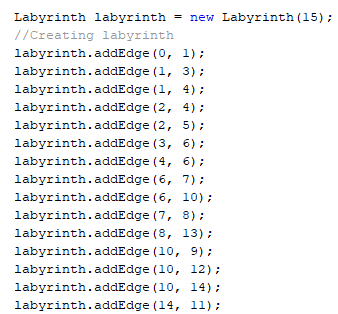 Labyrinth labyrinth = new Labyrinth(15);
//Creating labyrinth
labyrinth.addEdge(0, 1);
labyrinth.addEdge(1, 3);
labyrinth.addEdge(1, 4);
labyrinth.addEdge(2, 4);
labyrinth.addEdge(2, 5);
labyrinth.addEdge(3, 6);
labyrinth.addEdge(4, 6);
labyrinth.addEdge(6, 7);
labyrinth.addEdge(6, 10);
labyrinth.addEdge(7, 8);
labyrinth.addEdge(8, 13);
labyrinth.addEdge(10, 9);
labyrinth.addEdge(10, 12);
labyrinth.addEdge(10, 14);
labyrinth.addEdge(14, 11);